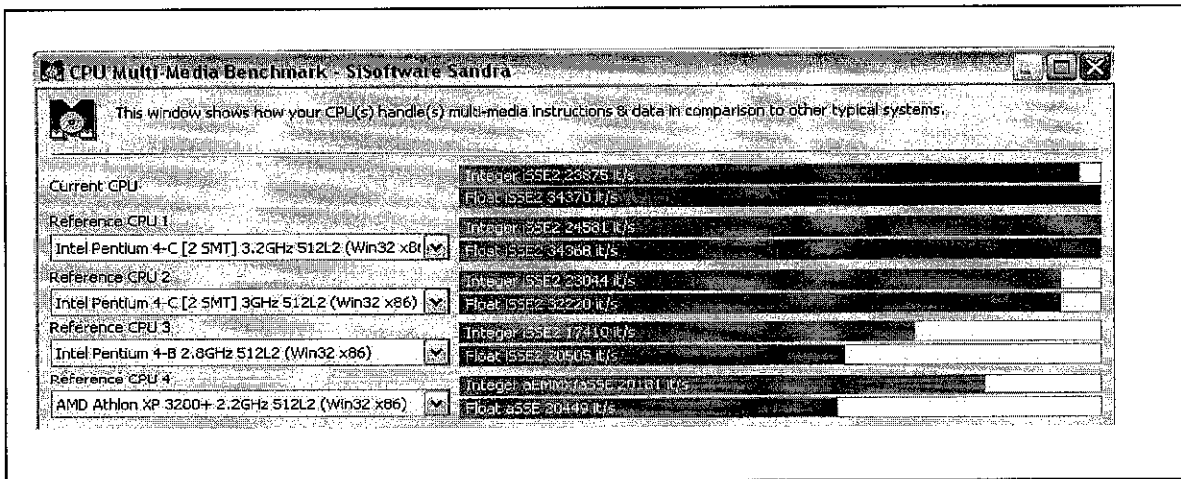 CPU Multi-Media Benchmark - SiSoftware Sandra
This window shows how your CPU(s) handle(s) multi-media instructions & data in comparison to other typical systems.
Current CPU
Integer iSSE2 23875 it/s
Float iSSE2 34370 it/s
Reference CPU 1
Intel Pentium 4-C [2 SMT] 3.2GHz 512L2 (Win32 x8
Integer iSSE2 24581 it/s
Float iSSE2 34368 it/s
Reference CPU 2
Intel Pentium 4-C [2 SMT] 3GHz 512L2 (Win32 x86)
Integer iSSE2 23044 it/s
Float iSSE2 32220 it/s
Reference CPU 3
Intel Pentium 4-B 2.8GHz 512L2 (Win32 x86)
Integer iSSE2 17410 it/s
Float iSSE2 20505 it/s
Reference CPU 4
AMD Athlon XP 3200+ 2.2GHz 512L2 (Win32 x86)
Integer aEMMX/aSSE 20181 it/s
Float aSSE 20449 it/s